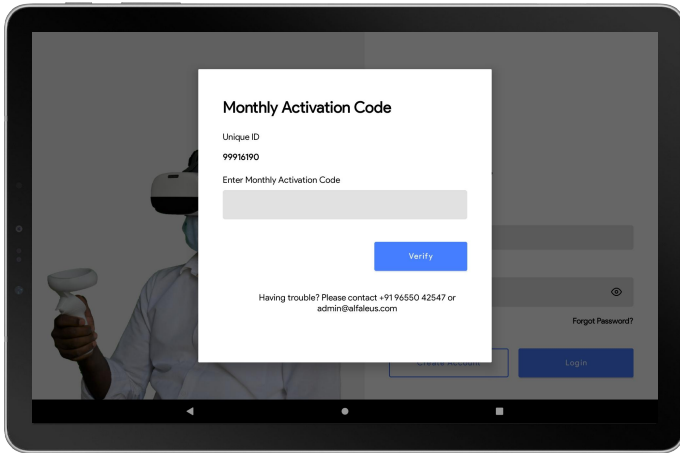 Monthly Activation Code
Unique ID
99916190
Enter Monthly Activation Code
Verify
Having trouble? Please contact +91 96550 42547 or
admin@alfaleus.com
Forgot Password?
Create Account
Login